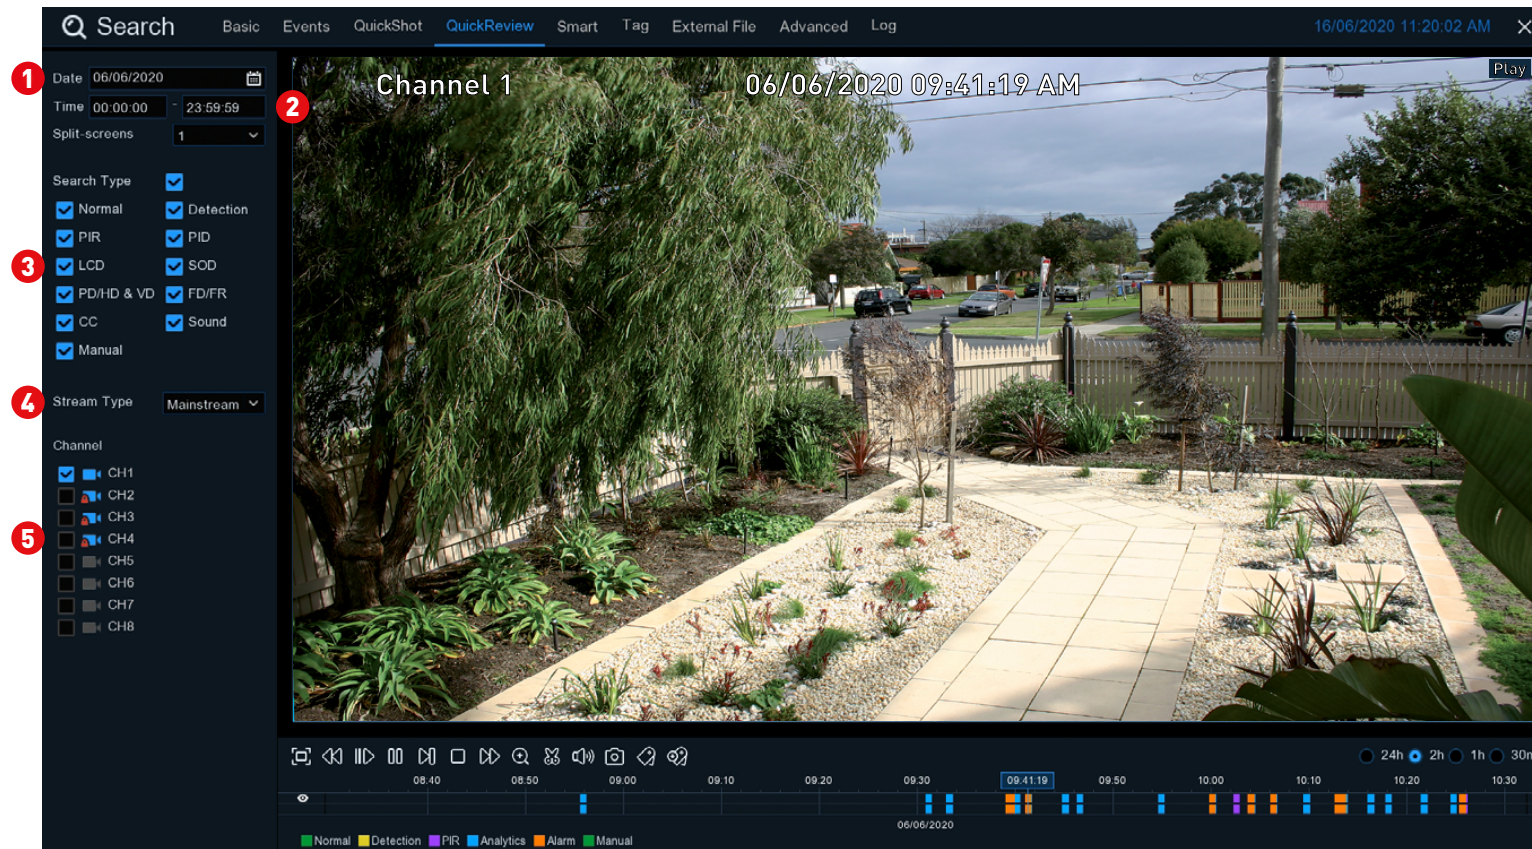 Search Basic Events QuickShot QuickReview Smart Tag External File Advanced Log 16/06/2020 11:20:02 AM
1 Date 06/06/2020
Time 00:00:00 - 23:59:59 2
Split-screens 1
Search Type
Normal Detection
PIR PID
3 LCD SOD
PD/HD & VD FD/FR
CC Sound
Manual
4 Stream Type Mainstream
Channel
CH1
CH2
CH3
5 CH4
CH5
CH6
CH7
CH8
Channel 1 06/06/2020 09:41:19 AM Play
24h 2h 1h 30m
08:40 08:50 09:00 09:10 09:20 09:30 09:41:19 09:50 10:00 10:10 10:20 10:30
06/06/2020
Normal Detection PIR Analytics Alarm Manual